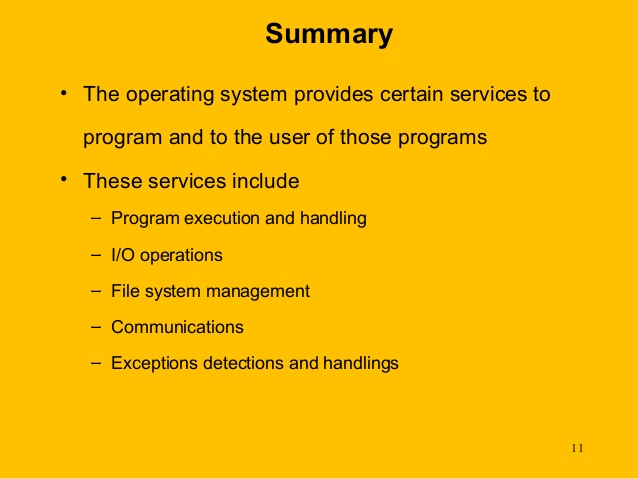 Summary
• The operating system provides certain services to
program and to the user of those programs
• These services include
– Program execution and handling
– I/O operations
– File system management
– Communications
– Exceptions detections and handlings
11